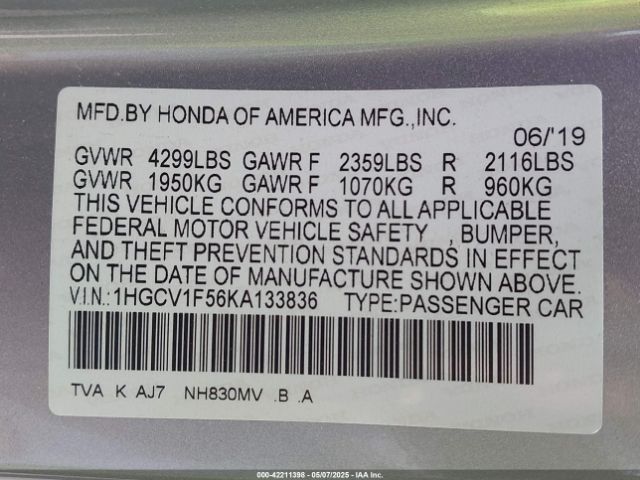 MFD.BY HONDA OF AMERICA MFG.,INC.
06/'19
GVWR 4299LBS GAWR F 2359LBS R 2116LBS
GVWR 1950KG GAWR F 1070KG R 960KG
THIS VEHICLE CONFORMS TO ALL APPLICABLE
FEDERAL MOTOR VEHICLE SAFETY , BUMPER,
AND THEFT PREVENTION STANDARDS IN EFFECT
ON THE DATE OF MANUFACTURE SHOWN ABOVE.
V.I.N.:1HGCV1F56KA133836 TYPE:PASSENGER CAR
TVA K AJ7 NH830MV .B .A
000-42211398 — 05/07/2025 — IAA Inc.